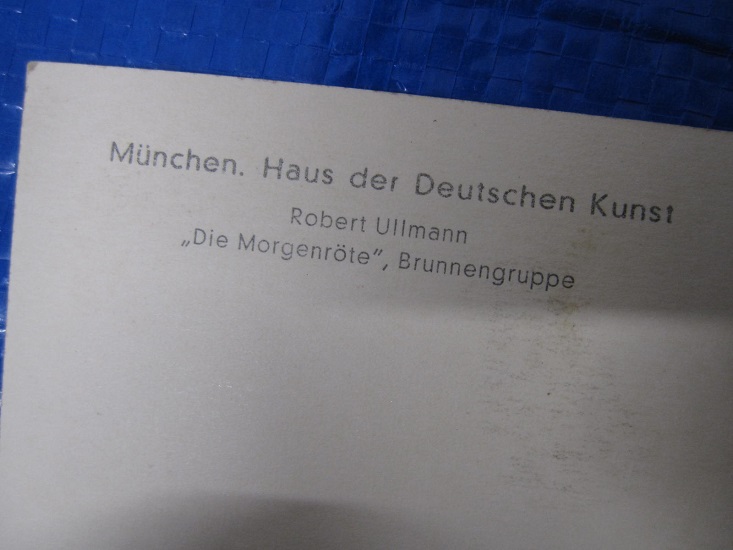 München. Haus der Deutschen Kunst
Robert Ullmann
„Die Morgenröte”, Brunnengruppe